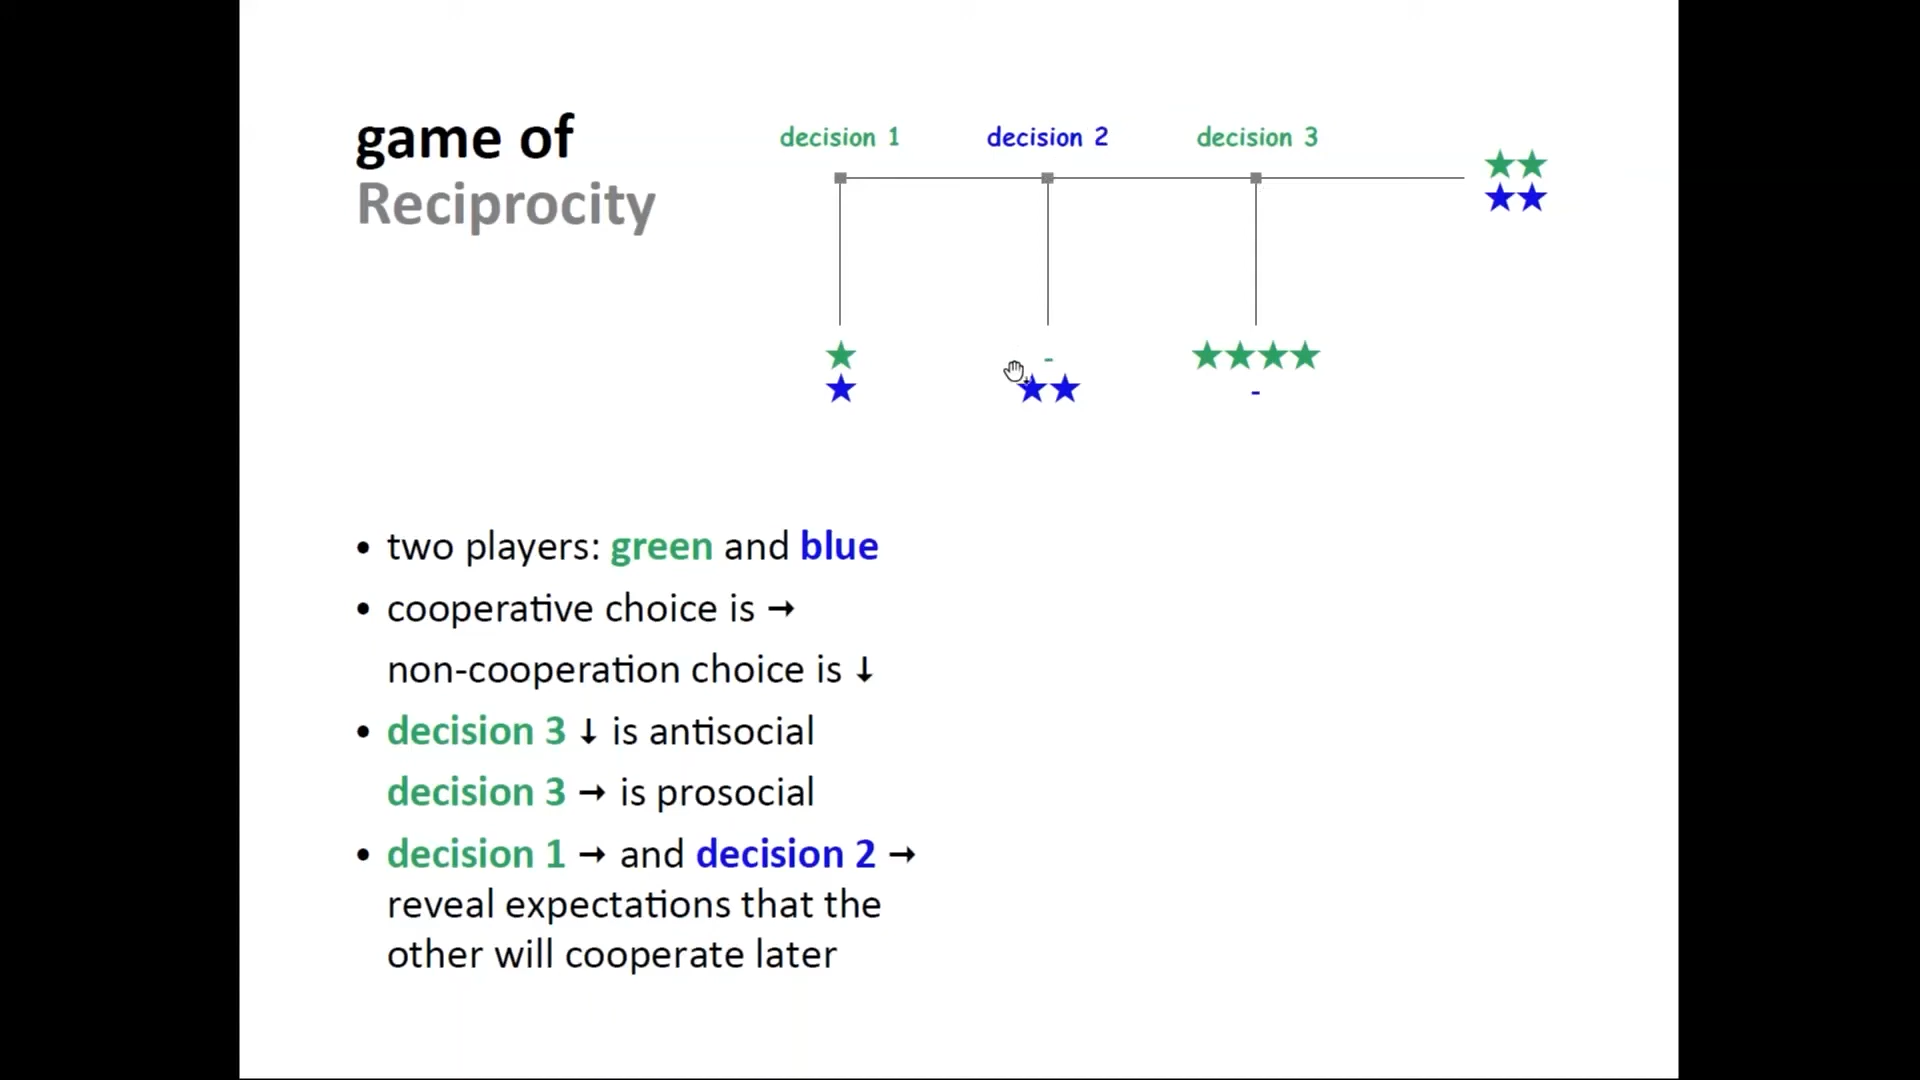 game of
Reciprocity
decision 1 decision 2 decision 3
-
-
• two players: green and blue
• cooperative choice is →
non-cooperation choice is ↓
• decision 3 ↓ is antisocial
decision 3 → is prosocial
• decision 1 → and decision 2 →
reveal expectations that the
other will cooperate later